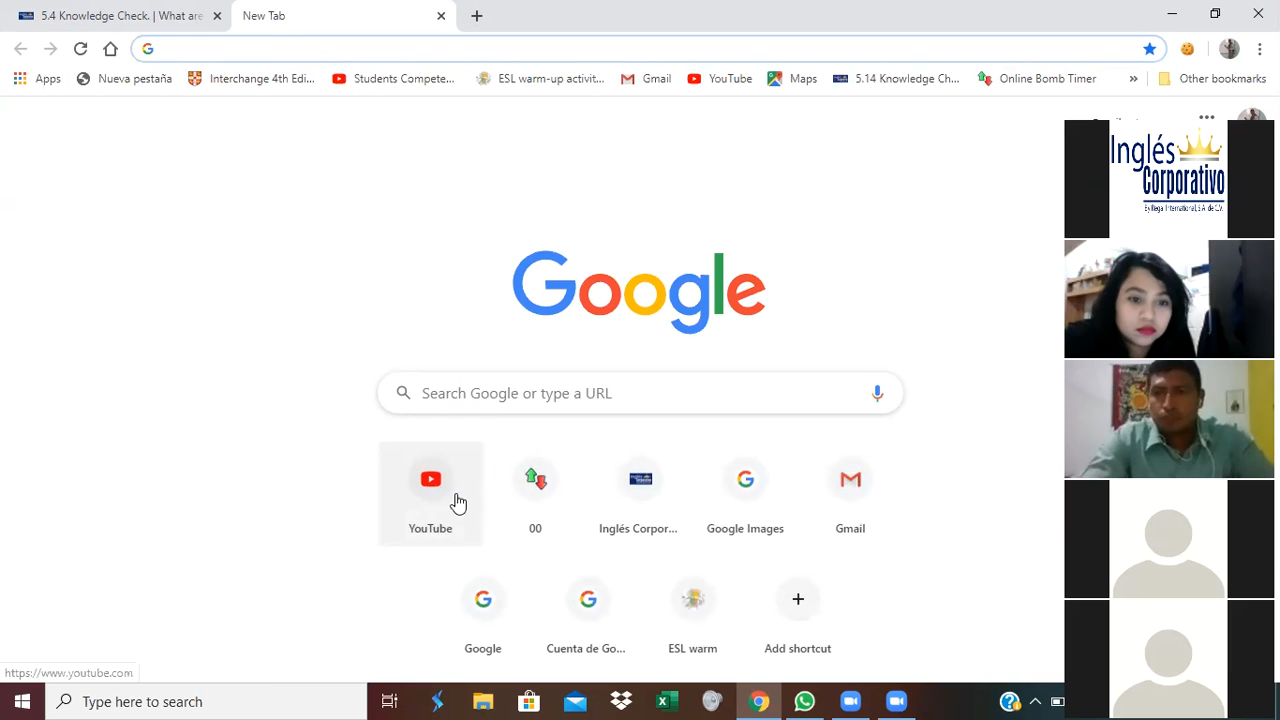 5.4 Knowledge Check. | What are
New Tab
Apps
Nueva pestaña
Interchange 4th Edi...
Students Compete...
ESL warm-up activit...
Gmail
YouTube
Maps
5.14 Knowledge Ch...
Online Bomb Timer
»
Other bookmarks
Inglés
Corporativo
Google
Search Google or type a URL
YouTube
00
Inglés Corpor...
Google Images
Gmail
Google
Cuenta de Go...
ESL warm
Add shortcut
https://www.youtube.com
Type here to search